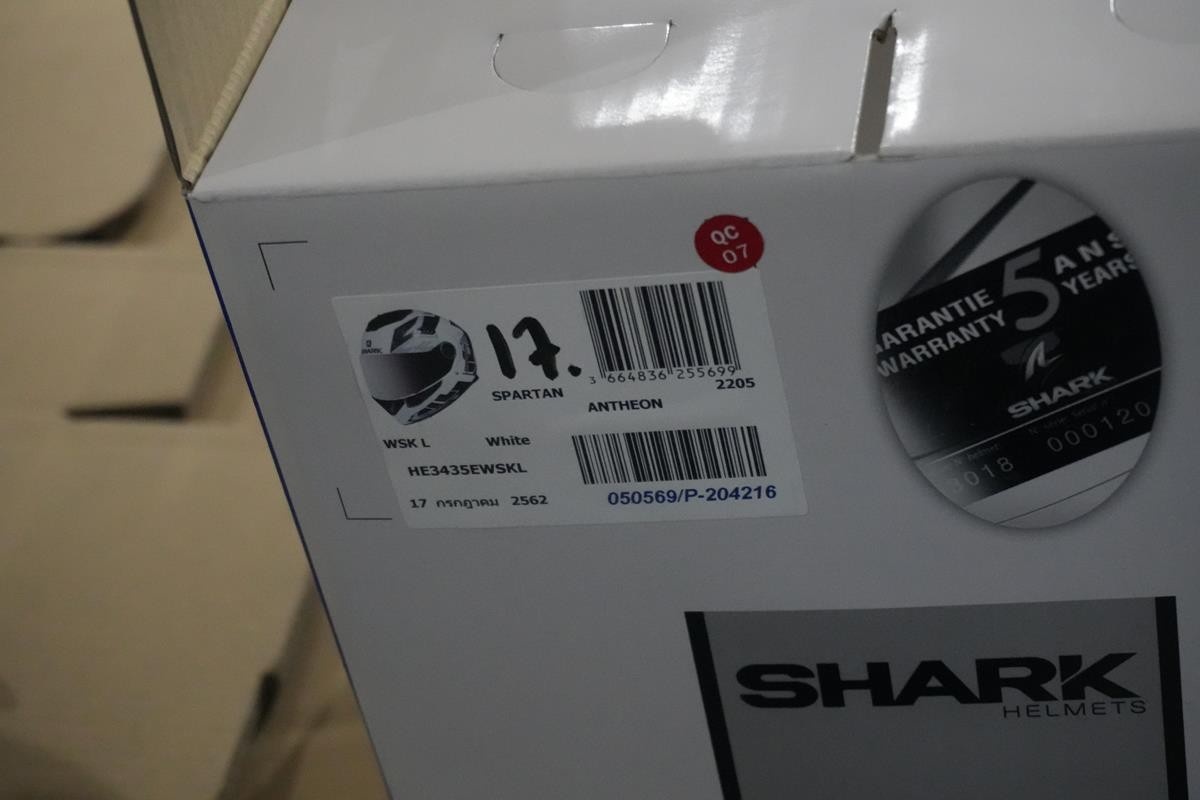 QC
07
17.
3 664836 255699
2205
SPARTAN
ANTHEON
WSK L
White
HE3435EWSKL
17 กรกฎาคม 2562
050569/P-204216
GARANTIE
WARRANTY
5
ANS
YEARS
SHARK
3018
000120
SHARK
HELMETS